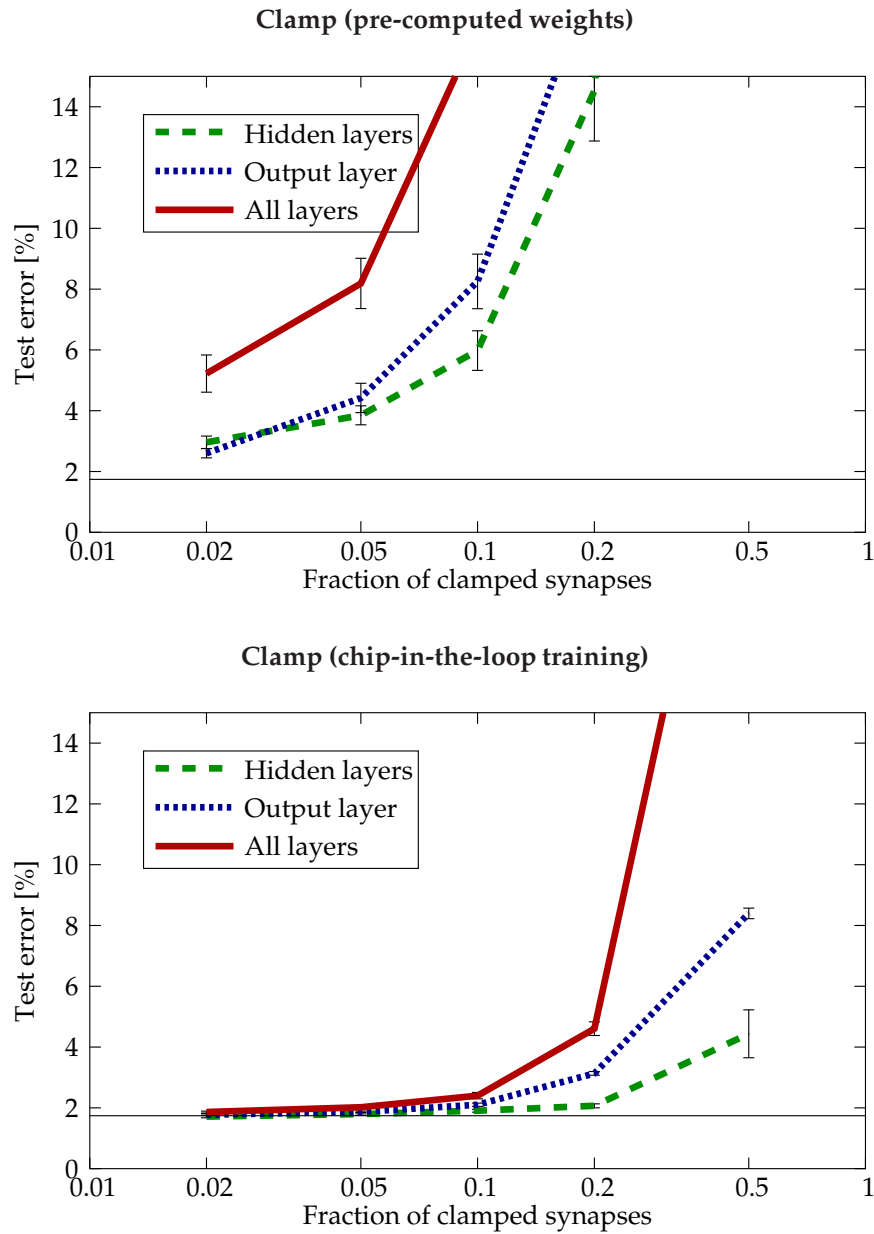 Clamp (pre-computed weights)
14
12
10
8
6
4
2
0
Test error [%]
Hidden layers
Output layer
All layers
0.01 0.02 0.05 0.1 0.2 0.5 1
Fraction of clamped synapses
Clamp (chip-in-the-loop training)
14
12
10
8
6
4
2
0
Test error [%]
Hidden layers
Output layer
All layers
0.01 0.02 0.05 0.1 0.2 0.5 1
Fraction of clamped synapses